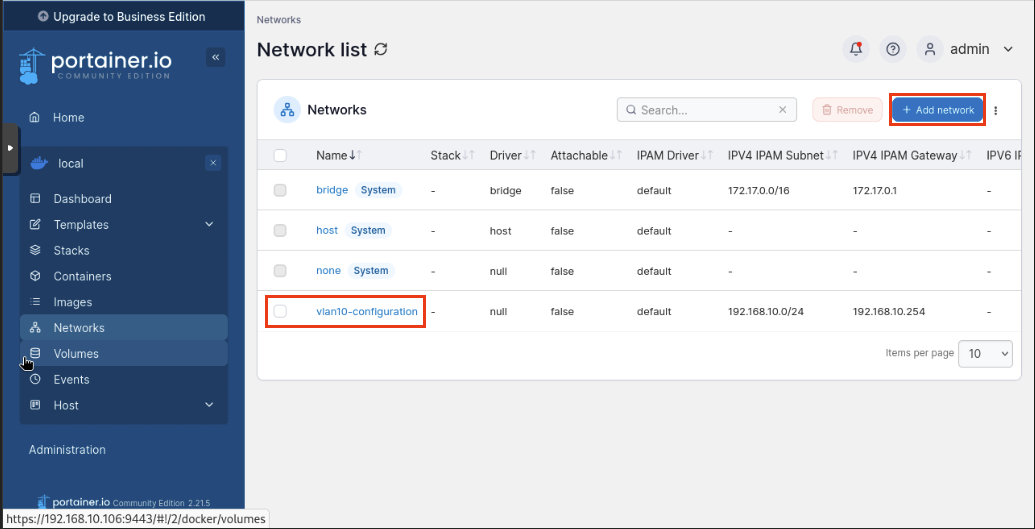 Upgrade to Business Edition
«
portainer.io
COMMUNITY EDITION
Home
local ×
Dashboard
Templates
Stacks
Containers
Images
Networks
Volumes
Events
Host
Administration
portainer.io Community Edition 2.21.5
https://192.168.10.106:9443/#!/2/docker/volumes
Networks
Network list
admin
Networks
Search... ×
Remove
+ Add network
Name Stack Driver Attachable IPAM Driver IPV4 IPAM Subnet IPV4 IPAM Gateway IPV6
bridge System - bridge false default 172.17.0.0/16 172.17.0.1 -
host System - host false default - - -
none System - null false default - - -
vlan10-configuration - null false default 192.168.10.0/24 192.168.10.254 -
Items per page 10